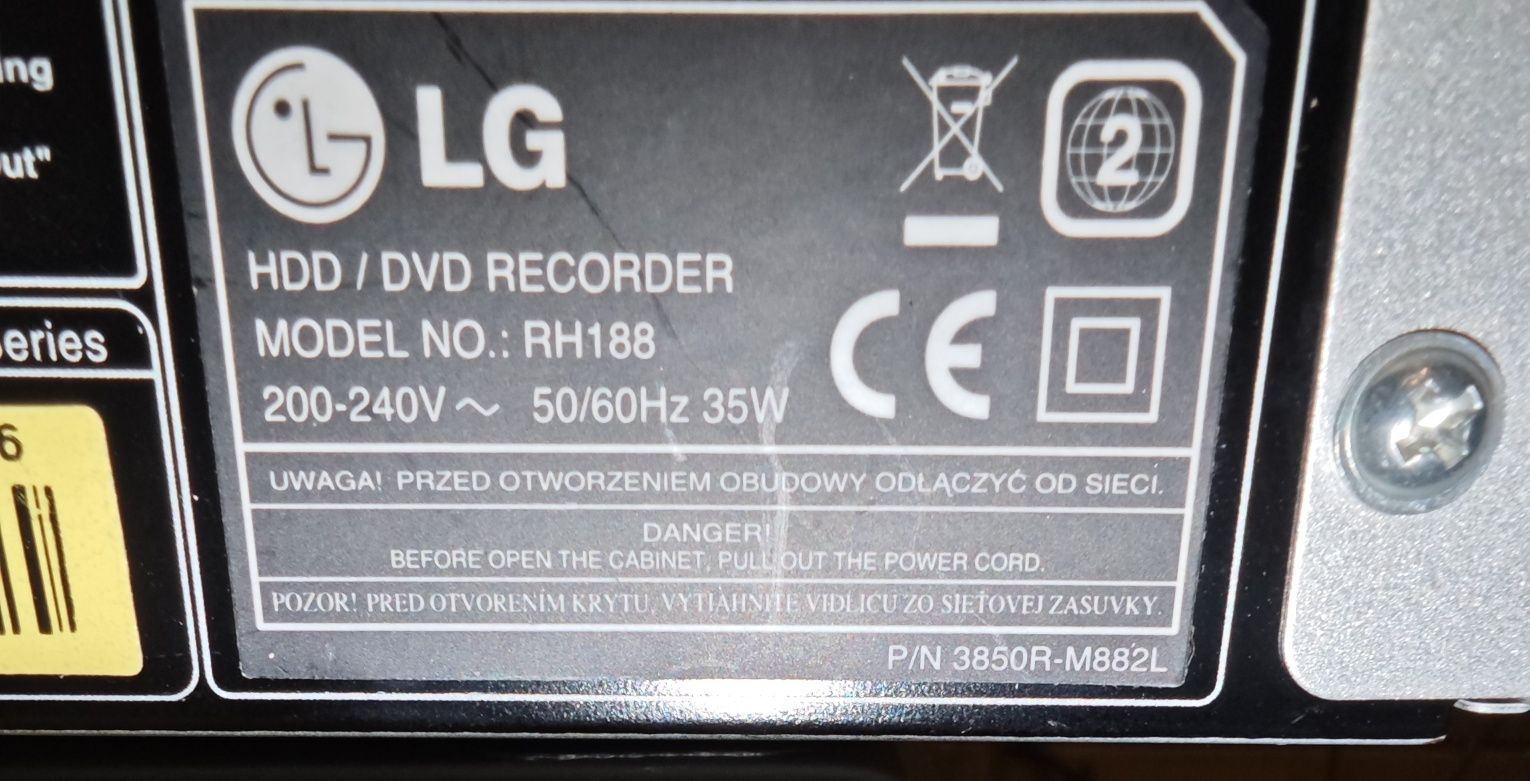 ing
out"
Series
6
LG
2
HDD / DVD RECORDER
MODEL NO.: RH188
200-240V～ 50/60Hz 35W
CE
UWAGA! PRZED OTWORZENIEM OBUDOWY ODŁĄCZYĆ OD SIECI.
DANGER!
BEFORE OPEN THE CABINET, PULL OUT THE POWER CORD.
POZOR! PRED OTVORENÍM KRYTU, VYTIAHNITE VIDLICU ZO SIEŤOVEJ ZÁSUVKY.
P/N 3850R-M882L